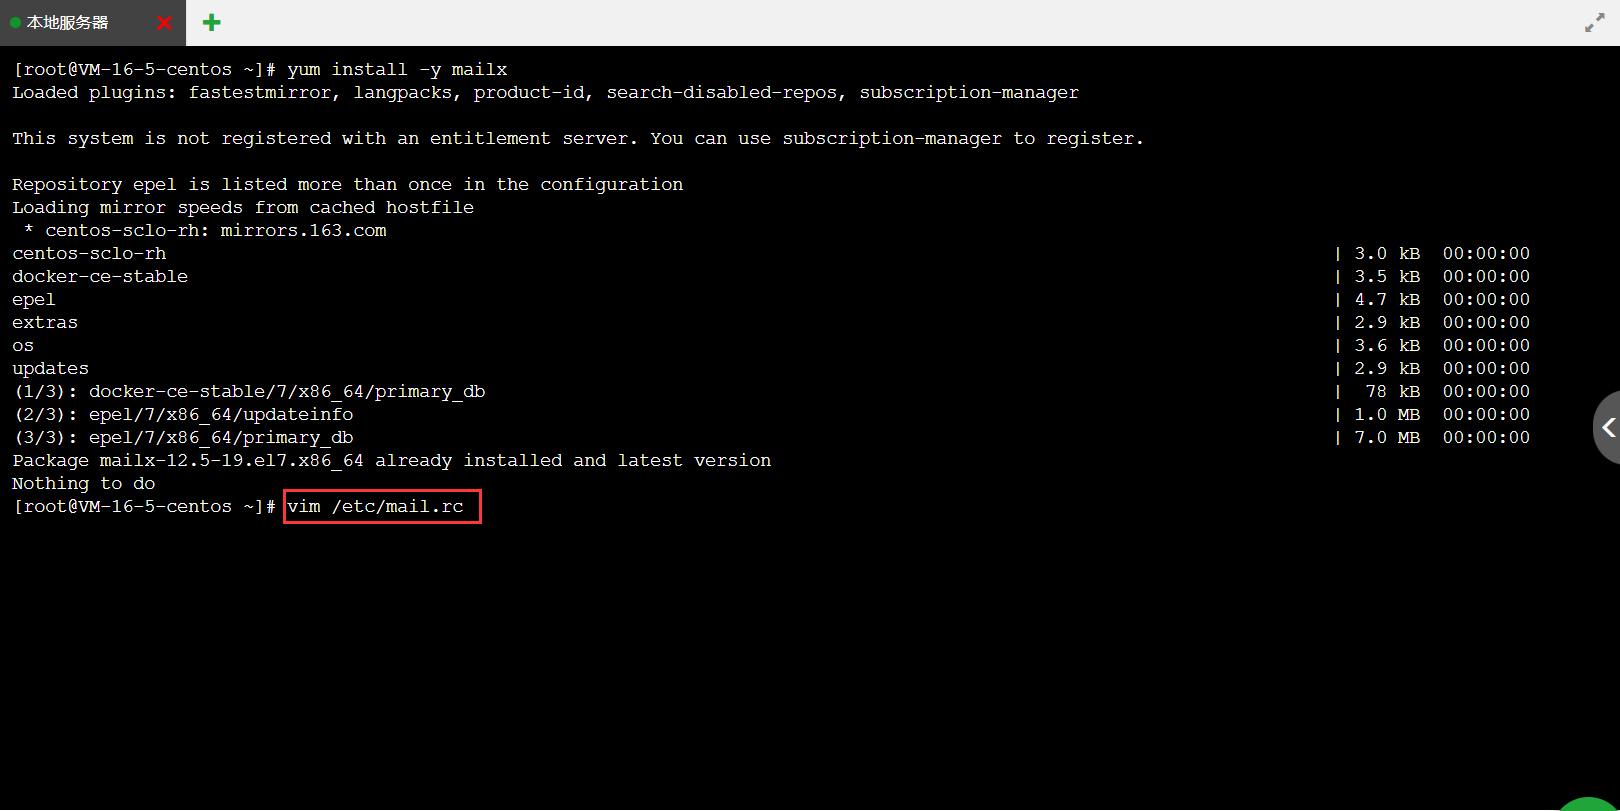 本地服务器
[root@VM-16-5-centos ~]# yum install -y mailx
Loaded plugins: fastestmirror, langpacks, product-id, search-disabled-repos, subscription-manager
This system is not registered with an entitlement server. You can use subscription-manager to register.
Repository epel is listed more than once in the configuration
Loading mirror speeds from cached hostfile
 * centos-sclo-rh: mirrors.163.com
centos-sclo-rh | 3.0 kB 00:00:00
docker-ce-stable | 3.5 kB 00:00:00
epel | 4.7 kB 00:00:00
extras | 2.9 kB 00:00:00
os | 3.6 kB 00:00:00
updates | 2.9 kB 00:00:00
(1/3): docker-ce-stable/7/x86_64/primary_db | 78 kB 00:00:00
(2/3): epel/7/x86_64/updateinfo | 1.0 MB 00:00:00
(3/3): epel/7/x86_64/primary_db | 7.0 MB 00:00:00
Package mailx-12.5-19.el7.x86_64 already installed and latest version
Nothing to do
[root@VM-16-5-centos ~]# vim /etc/mail.rc